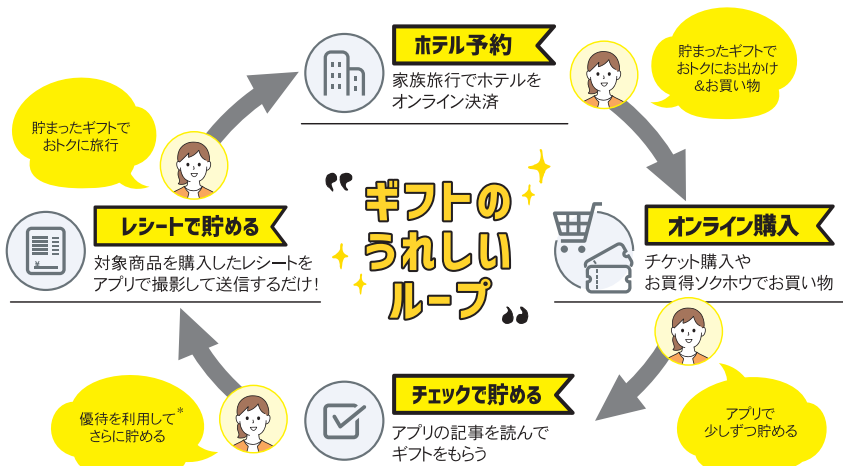 ホテル予約
家族旅行でホテルを
オンライン決済
貯まったギフトで
おトクにお出かけ
&お買い物
貯まったギフトで
おトクに旅行
“
ギフトの
うれしい
ループ
”
レシートで貯める
対象商品を購入したレシートを
アプリで撮影して送信するだけ!
¥
オンライン購入
チケット購入や
お買得ソクホウでお買い物
チェックで貯める
アプリの記事を読んで
ギフトをもらう
優待を利用して*
さらに貯める
アプリで
少しずつ貯める